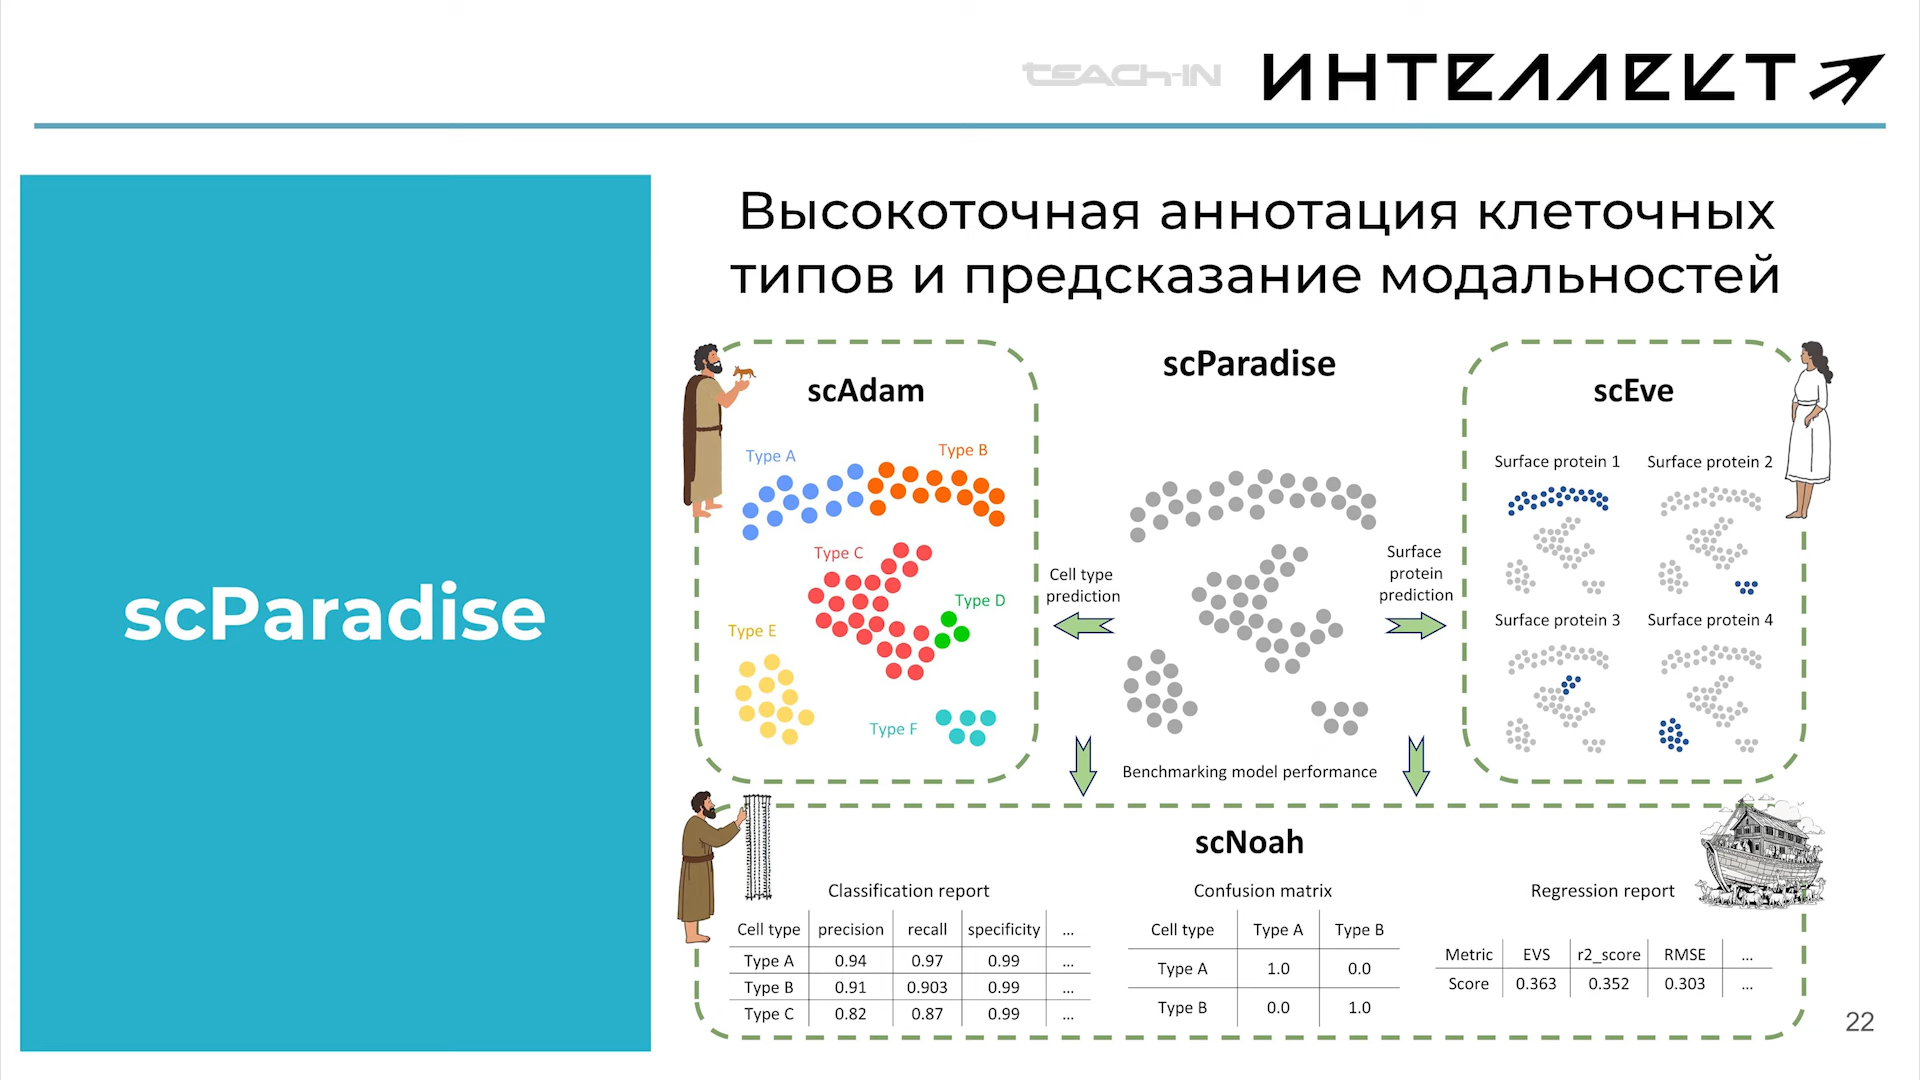 TEACH-IN
ИНТЕЛЛЕКТ
Высокоточная аннотация клеточных
типов и предсказание модальностей
scParadise
scAdam
Type A
Type B
Type C
Type D
Type E
Type F
scParadise
Cell type
prediction
Surface
protein
prediction
Benchmarking model performance
scEve
Surface protein 1
Surface protein 2
Surface protein 3
Surface protein 4
scNoah
Classification report
Cell type precision recall specificity ...
Type A 0.94 0.97 0.99 ...
Type B 0.91 0.903 0.99 ...
Type C 0.82 0.87 0.99 ...
Confusion matrix
Cell type Type A Type B
Type A 1.0 0.0
Type B 0.0 1.0
Regression report
Metric EVS r2_score RMSE ...
Score 0.363 0.352 0.303 ...
22